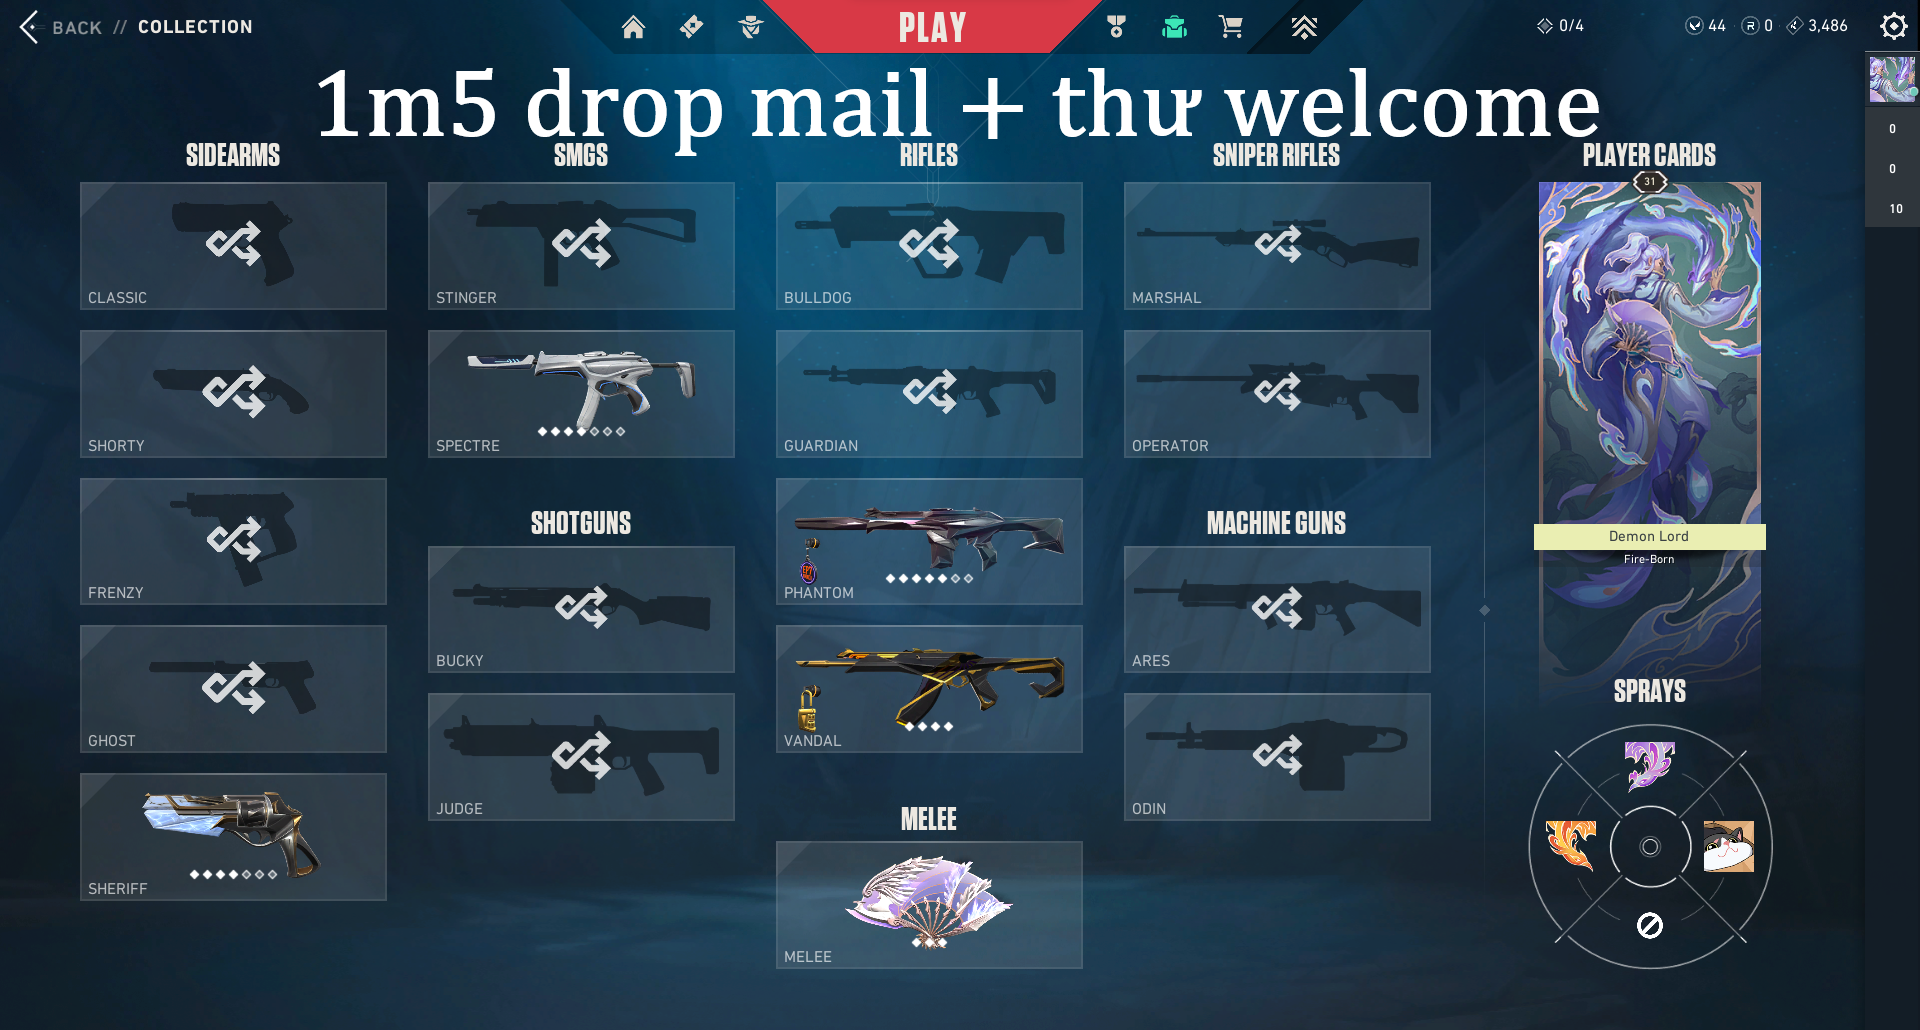 BACK // COLLECTION
PLAY
0/4
44
0
3,486
1m5 drop mail + thư welcome
SIDEARMS
SMGS
RIFLES
SNIPER RIFLES
PLAYER CARDS
0
0
10
31
CLASSIC
STINGER
BULLDOG
MARSHAL
SHORTY
SPECTRE
GUARDIAN
OPERATOR
SHOTGUNS
MACHINE GUNS
Demon Lord
Fire-Born
FRENZY
PHANTOM
BUCKY
ARES
SPRAYS
GHOST
VANDAL
JUDGE
ODIN
MELEE
SHERIFF
MELEE